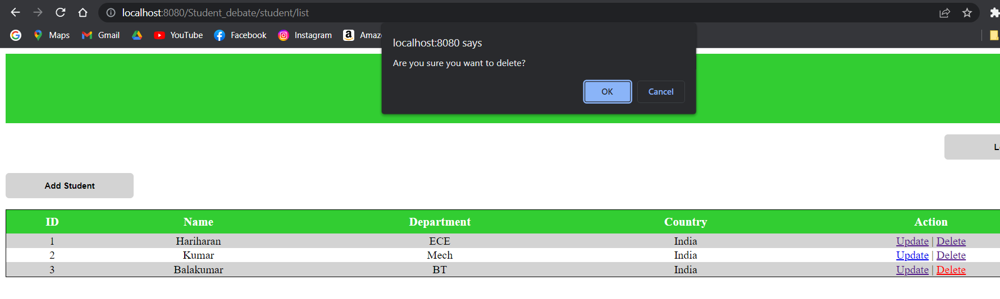 localhost:8080/Student_debate/student/list
Maps Gmail YouTube Facebook Instagram
localhost:8080 says
Are you sure you want to delete?
OK Cancel
Add Student
ID Name Department Country Action
1 Hariharan ECE India Update | Delete
2 Kumar Mech India Update | Delete
3 Balakumar BT India Update | Delete